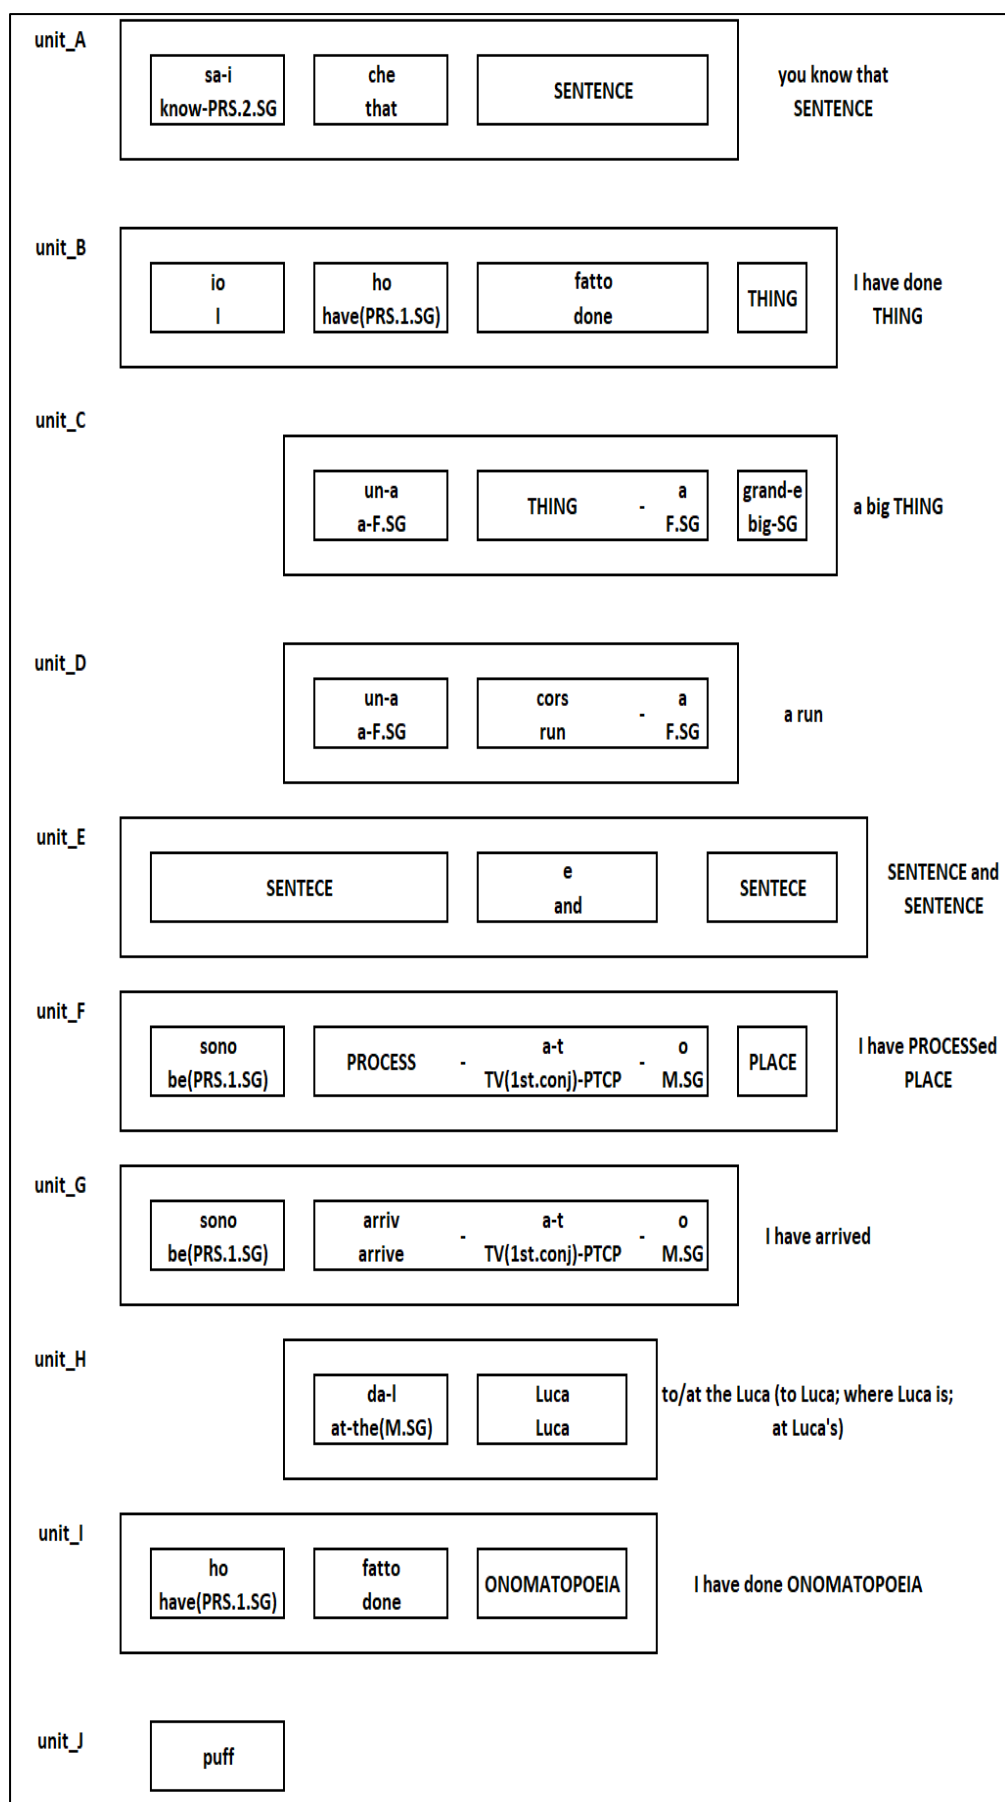 unit_A
sa-i che
know-PRS.2.SG that SENTENCE
you know that
SENTENCE
unit_B
io ho fatto
I have(PRS.1.SG) done THING
I have done
THING
unit_C
un-a THING - a grand-e
a-F.SG F.SG big-SG
a big THING
unit_D
un-a cors - a
a-F.SG run F.SG
a run
unit_E
SENTECE e SENTECE
and
SENTENCE and
SENTENCE
unit_F
sono PROCESS - a-t - o PLACE
be(PRS.1.SG) TV(1st.conj)-PTCP M.SG
I have PROCESSed
PLACE
unit_G
sono arriv - a-t - o
be(PRS.1.SG) arrive TV(1st.conj)-PTCP M.SG
I have arrived
unit_H
da-l Luca
at-the(M.SG) Luca
to/at the Luca (to Luca; where Luca is;
at Luca's)
unit_I
ho fatto ONOMATOPOEIA
have(PRS.1.SG) done
I have done ONOMATOPOEIA
unit_J
puff